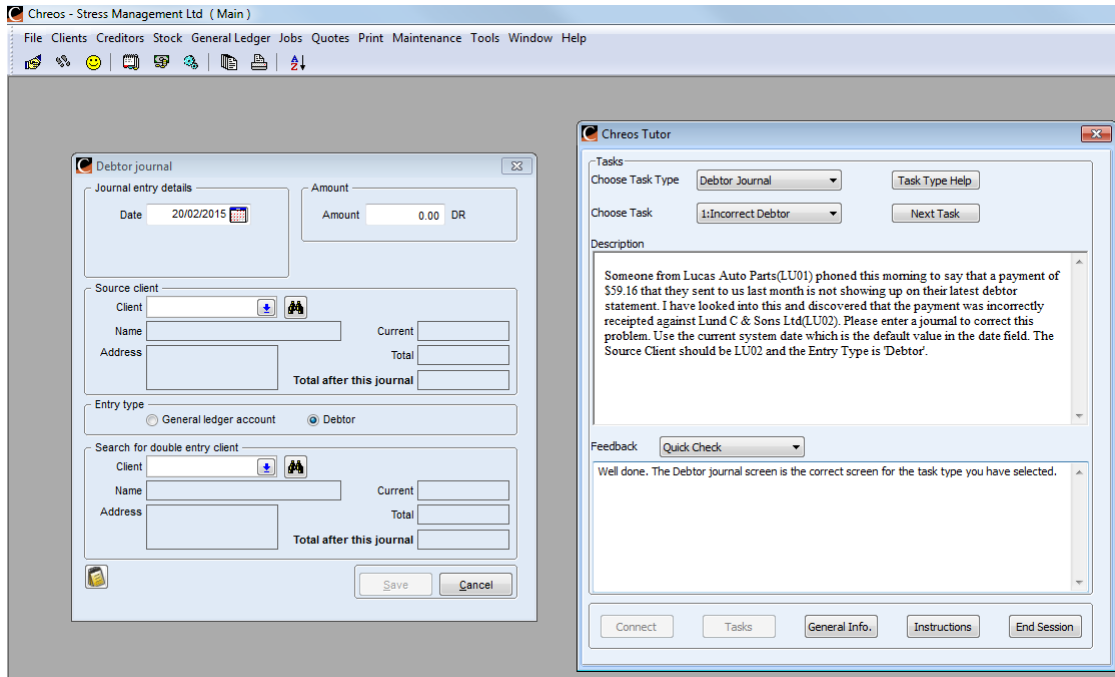 Chreos - Stress Management Ltd ( Main )
File Clients Creditors Stock General Ledger Jobs Quotes Print Maintenance Tools Window Help
Debtor journal
Journal entry details
Date 20/02/2015
Amount
Amount 0.00 DR
Source client
Client
Name
Current
Address
Total
Total after this journal
Entry type
General ledger account
Debtor
Search for double entry client
Client
Name
Current
Address
Total
Total after this journal
Save
Cancel
Chreos Tutor
Tasks
Choose Task Type Debtor Journal Task Type Help
Choose Task 1:Incorrect Debtor Next Task
Description
Someone from Lucas Auto Parts(LU01) phoned this morning to say that a payment of
$59.16 that they sent to us last month is not showing up on their latest debtor
statement. I have looked into this and discovered that the payment was incorrectly
receipted against Lund C & Sons Ltd(LU02). Please enter a journal to correct this
problem. Use the current system date which is the default value in the date field. The
Source Client should be LU02 and the Entry Type is 'Debtor'.
Feedback Quick Check
Well done. The Debtor journal screen is the correct screen for the task type you have selected.
Connect
Tasks
General Info.
Instructions
End Session